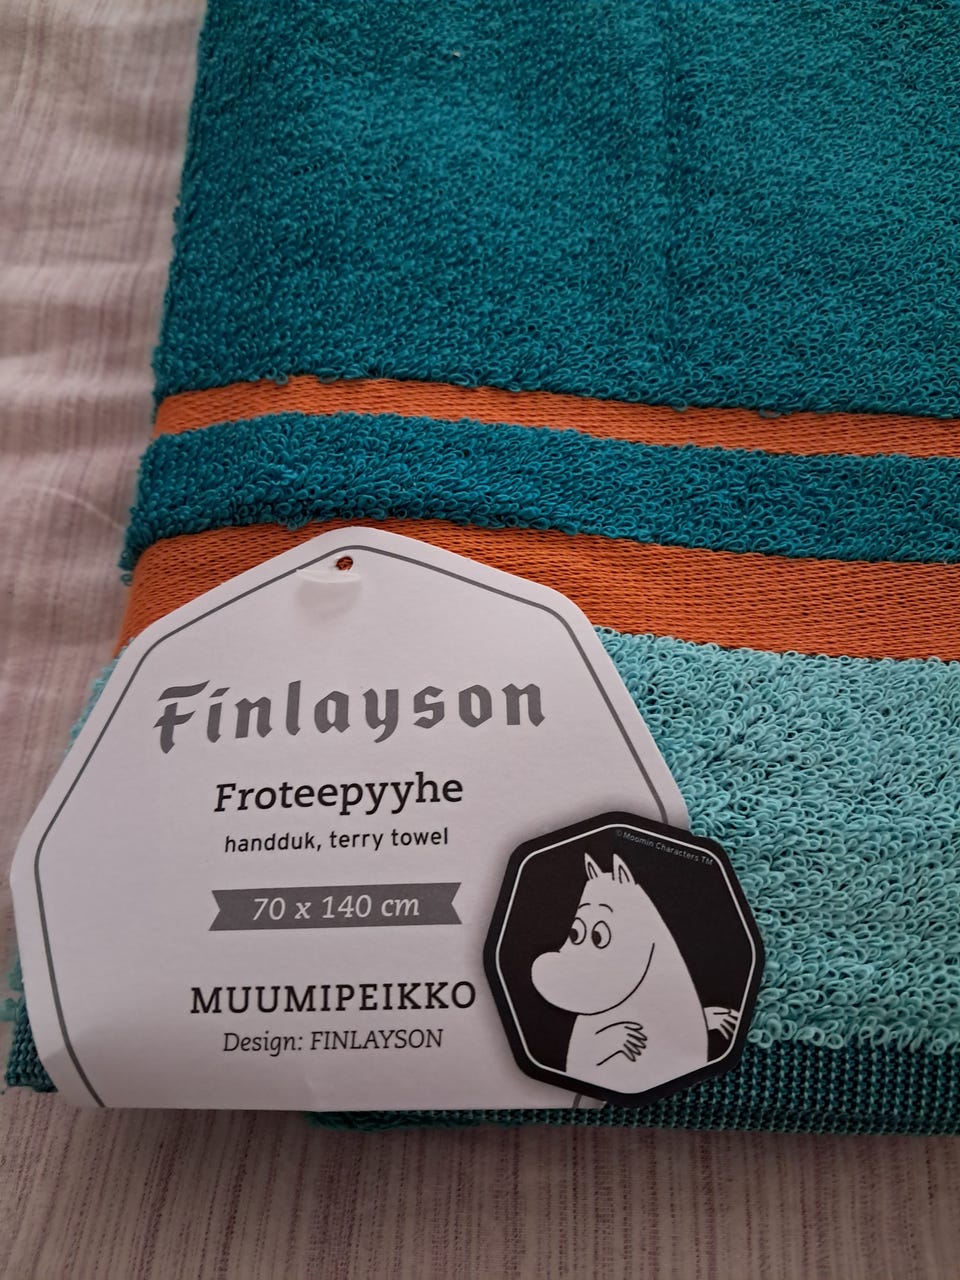 Finlayson
Froteepyyhe
handduk, terry towel
70 x 140 cm
MUUMIPEIKKO
Design: FINLAYSON
© Moomin Characters TM